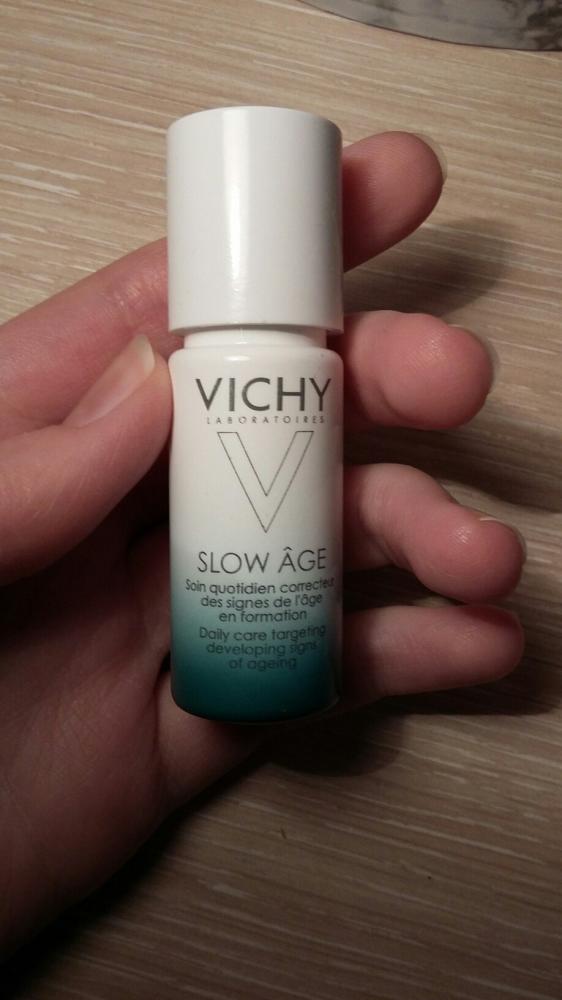 VICHY
LABORATOIRES
V
SLOW ÂGE
Soin quotidien correcteur
des signes de l'âge
en formation
Daily care targeting
developing signs
of ageing